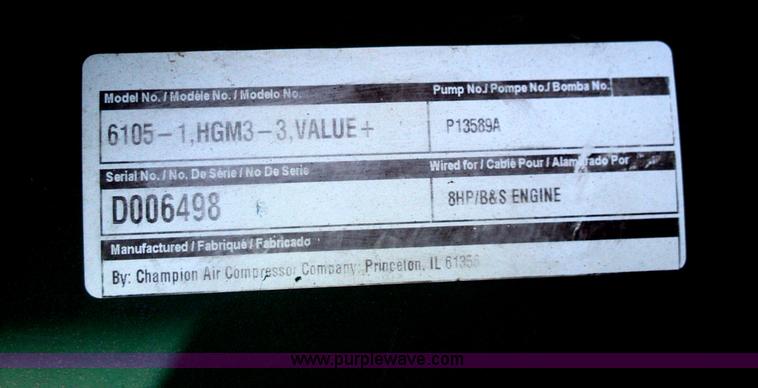 Model No. / Modèle No. / Modelo No.
Pump No./ Pompe No./ Bomba No.
6105-1,HGM3-3,VALUE+
P13589A
Serial No. / No. De Série / No De Serie
Wired for / Cablé Pour / Alambrado Por
D006498
8HP/B&S ENGINE
Manufactured / Fabriqué / Fabricado
By: Champion Air Compressor Company; Princeton, IL 61356
www.purplewave.com